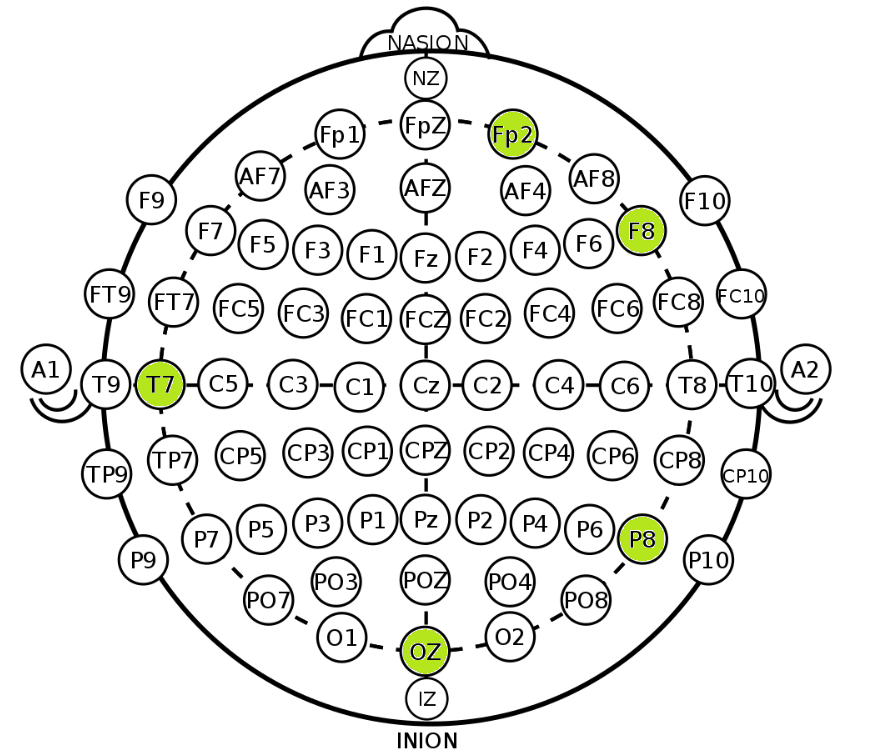 NASION
NZ
Fp1 FpZ Fp2
AF7 AF3 AFZ AF4 AF8
F9 F10
F7 F5 F3 F1 Fz F2 F4 F6 F8
FT9 FT7 FC5 FC3 FC1 FCZ FC2 FC4 FC6 FC8 FC10
A1 T9 T7 C5 C3 C1 Cz C2 C4 C6 T8 T10 A2
TP9 TP7 CP5 CP3 CP1 CPZ CP2 CP4 CP6 CP8 CP10
P9 P7 P5 P3 P1 Pz P2 P4 P6 P8 P10
PO7 PO3 POZ PO4 PO8
O1 OZ O2
IZ
INION